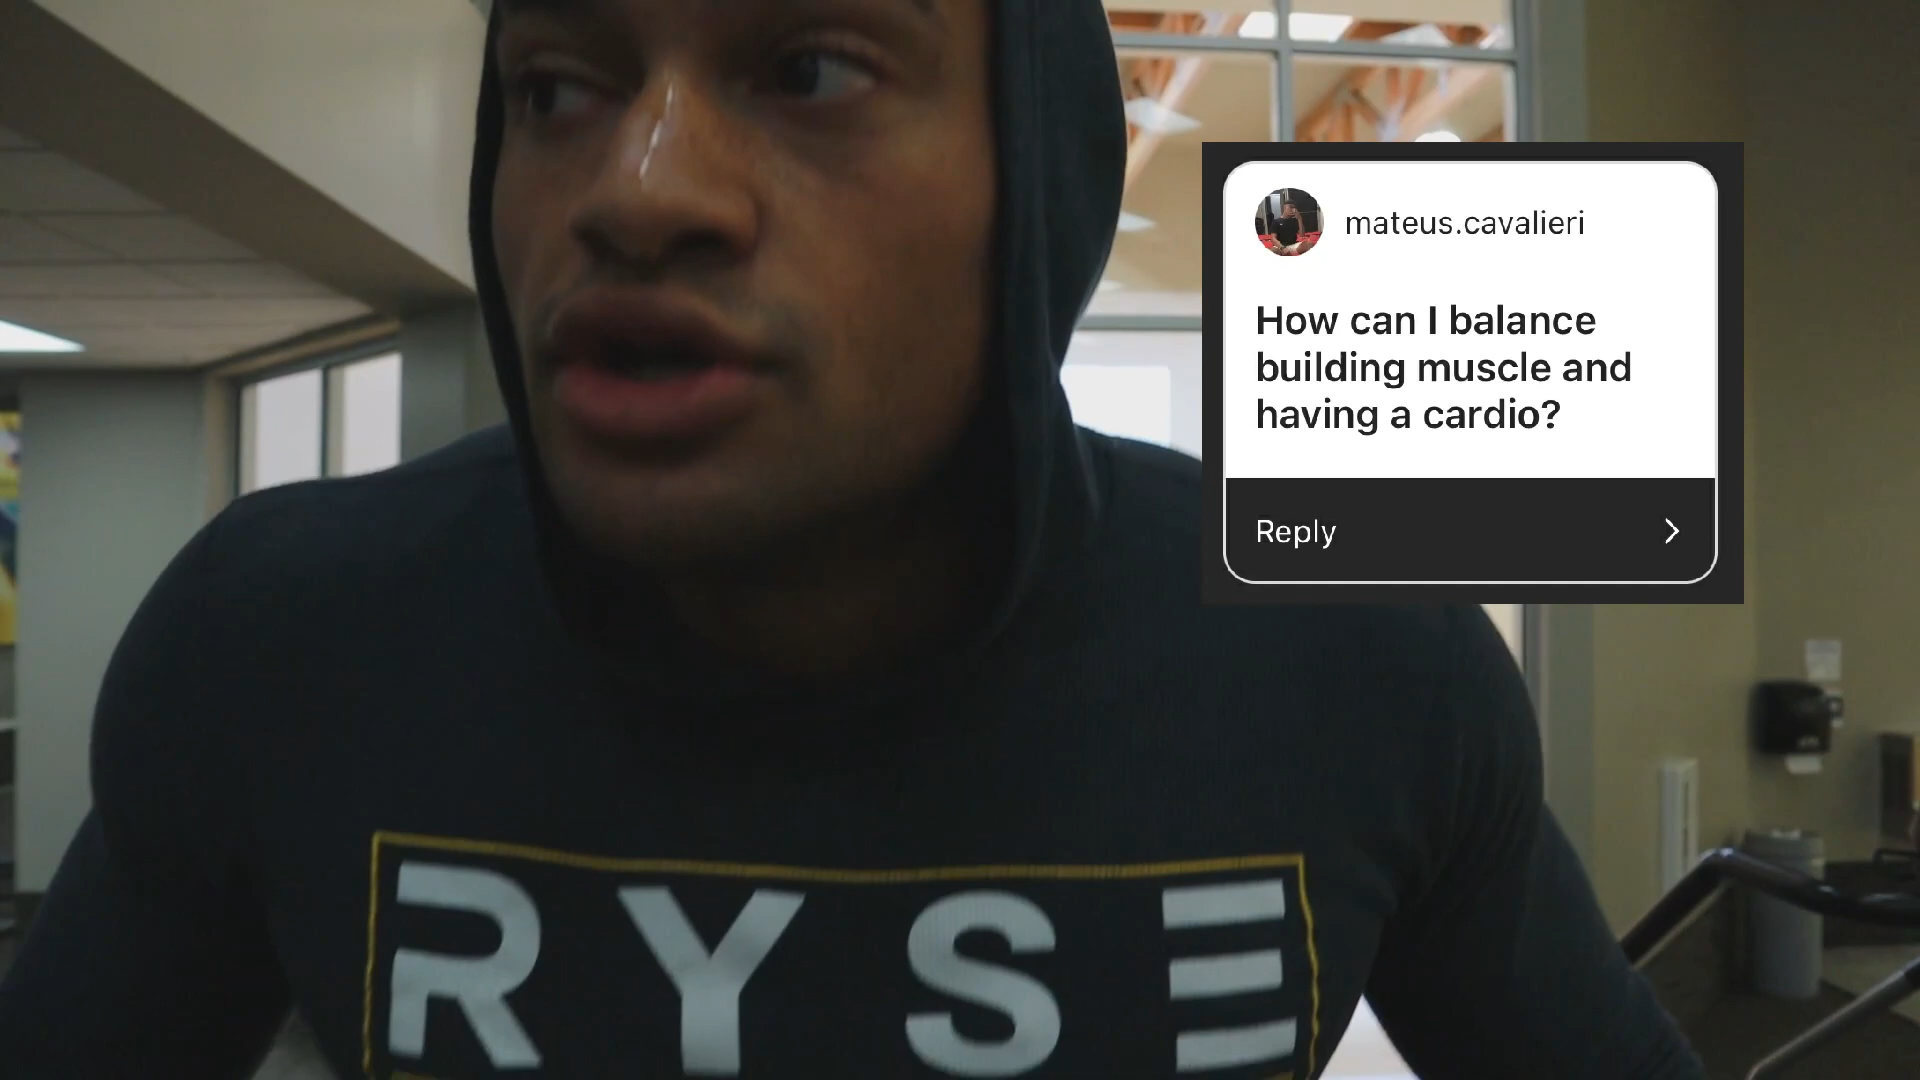 mateus.cavalieri
How can I balance
building muscle and
having a cardio?
Reply
RYSE